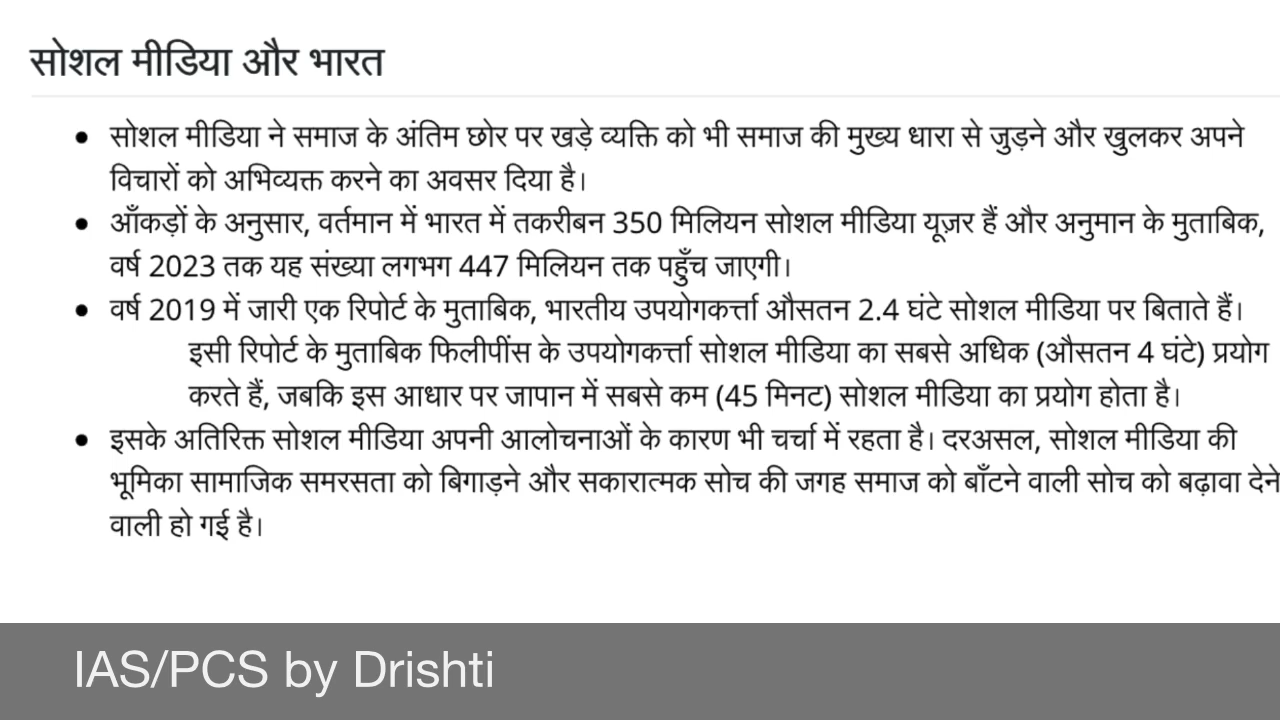 सोशल मीडिया और भारत
सोशल मीडिया ने समाज के अंतिम छोर पर खड़े व्यक्ति को भी समाज की मुख्य धारा से जुड़ने और खुलकर अपने
विचारों को अभिव्यक्त करने का अवसर दिया है।
आँकड़ों के अनुसार, वर्तमान में भारत में तकरीबन 350 मिलियन सोशल मीडिया यूज़र हैं और अनुमान के मुताबिक,
वर्ष 2023 तक यह संख्या लगभग 447 मिलियन तक पहुँच जाएगी।
वर्ष 2019 में जारी एक रिपोर्ट के मुताबिक, भारतीय उपयोगकर्त्ता औसतन 2.4 घंटे सोशल मीडिया पर बिताते हैं।
इसी रिपोर्ट के मुताबिक फिलीपींस के उपयोगकर्त्ता सोशल मीडिया का सबसे अधिक (औसतन 4 घंटे) प्रयोग
करते हैं, जबकि इस आधार पर जापान में सबसे कम (45 मिनट) सोशल मीडिया का प्रयोग होता है।
इसके अतिरिक्त सोशल मीडिया अपनी आलोचनाओं के कारण भी चर्चा में रहता है। दरअसल, सोशल मीडिया की
भूमिका सामाजिक समरसता को बिगाड़ने और सकारात्मक सोच की जगह समाज को बाँटने वाली सोच को बढ़ावा देने
वाली हो गई है।
IAS/PCS by Drishti